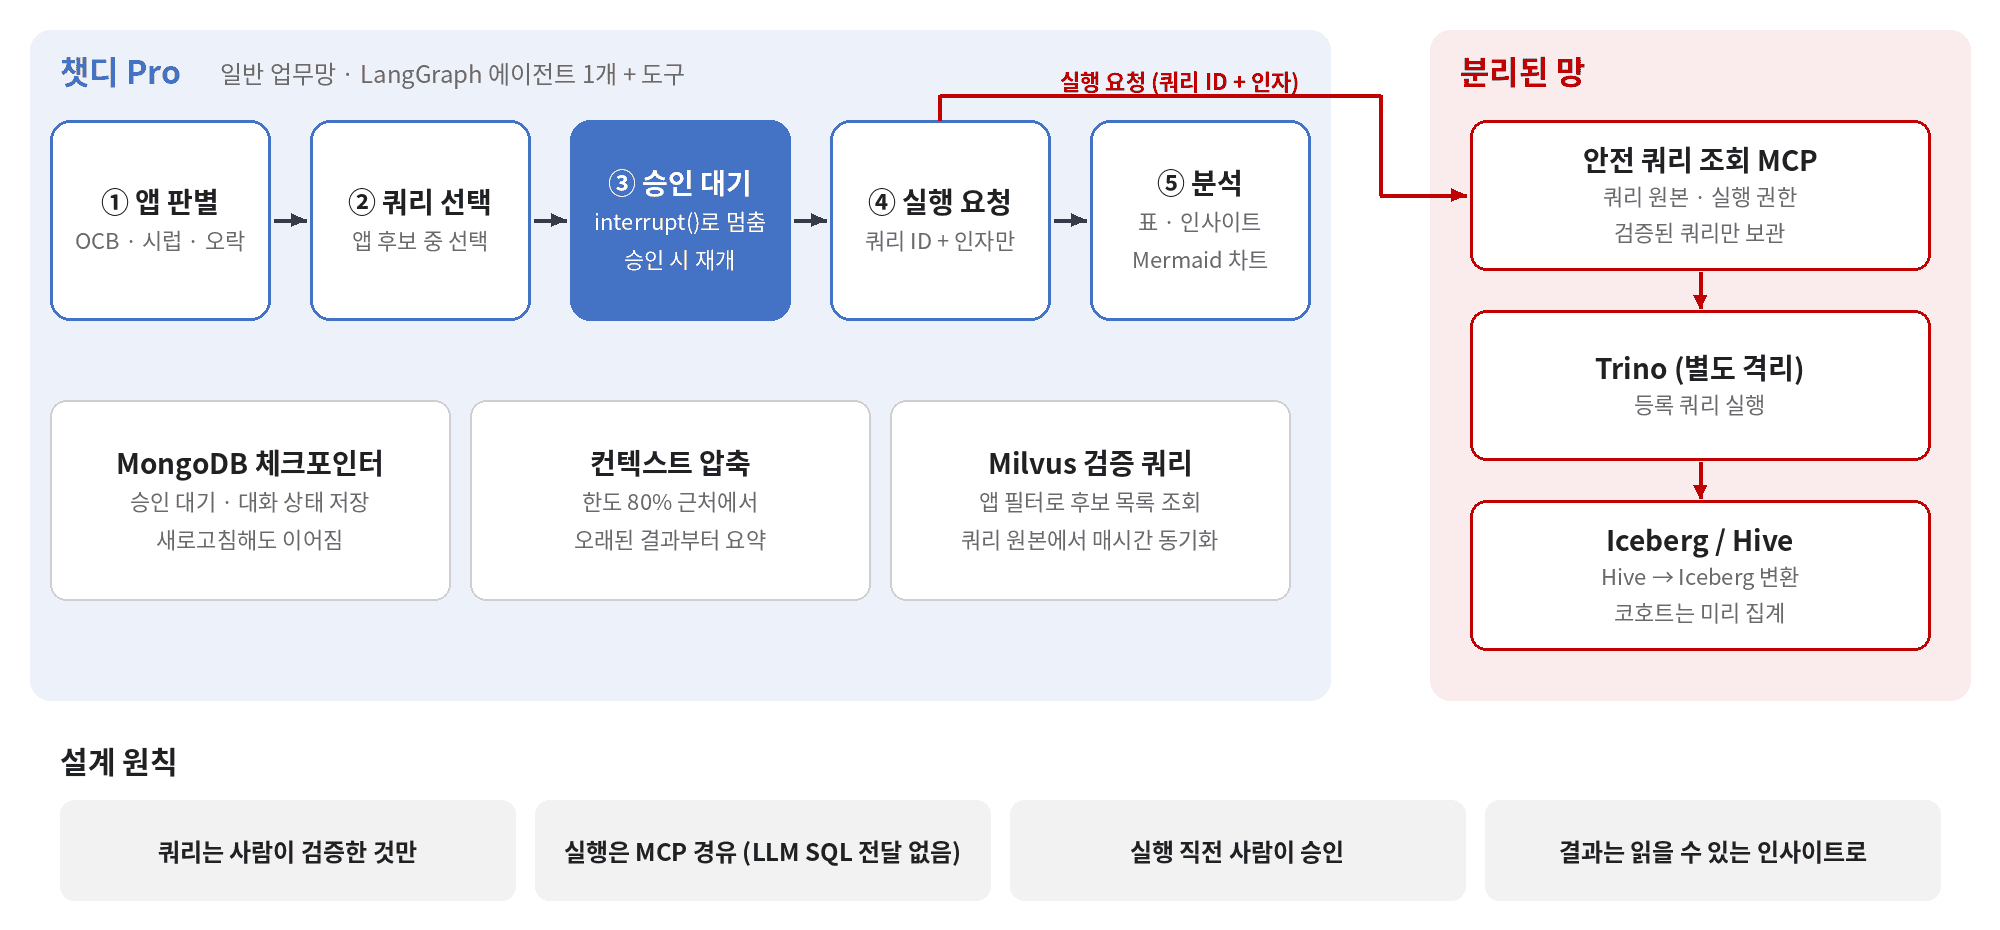 챗디 Pro
일반 업무망 · LangGraph 에이전트 1개 + 도구
실행 요청 (쿼리 ID + 인자)
① 앱 판별
OCB · 시럽 · 오락
② 쿼리 선택
앱 후보 중 선택
③ 승인 대기
interrupt()로 멈춤
승인 시 재개
④ 실행 요청
쿼리 ID + 인자만
⑤ 분석
표 · 인사이트
Mermaid 차트
MongoDB 체크포인터
승인 대기 · 대화 상태 저장
새로고침해도 이어짐
컨텍스트 압축
한도 80% 근처에서
오래된 결과부터 요약
Milvus 검증 쿼리
앱 필터로 후보 목록 조회
쿼리 원본에서 매시간 동기화
분리된 망
안전 쿼리 조회 MCP
쿼리 원본 · 실행 권한
검증된 쿼리만 보관
Trino (별도 격리)
등록 쿼리 실행
Iceberg / Hive
Hive → Iceberg 변환
코호트는 미리 집계
설계 원칙
쿼리는 사람이 검증한 것만
실행은 MCP 경유 (LLM SQL 전달 없음)
실행 직전 사람이 승인
결과는 읽을 수 있는 인사이트로